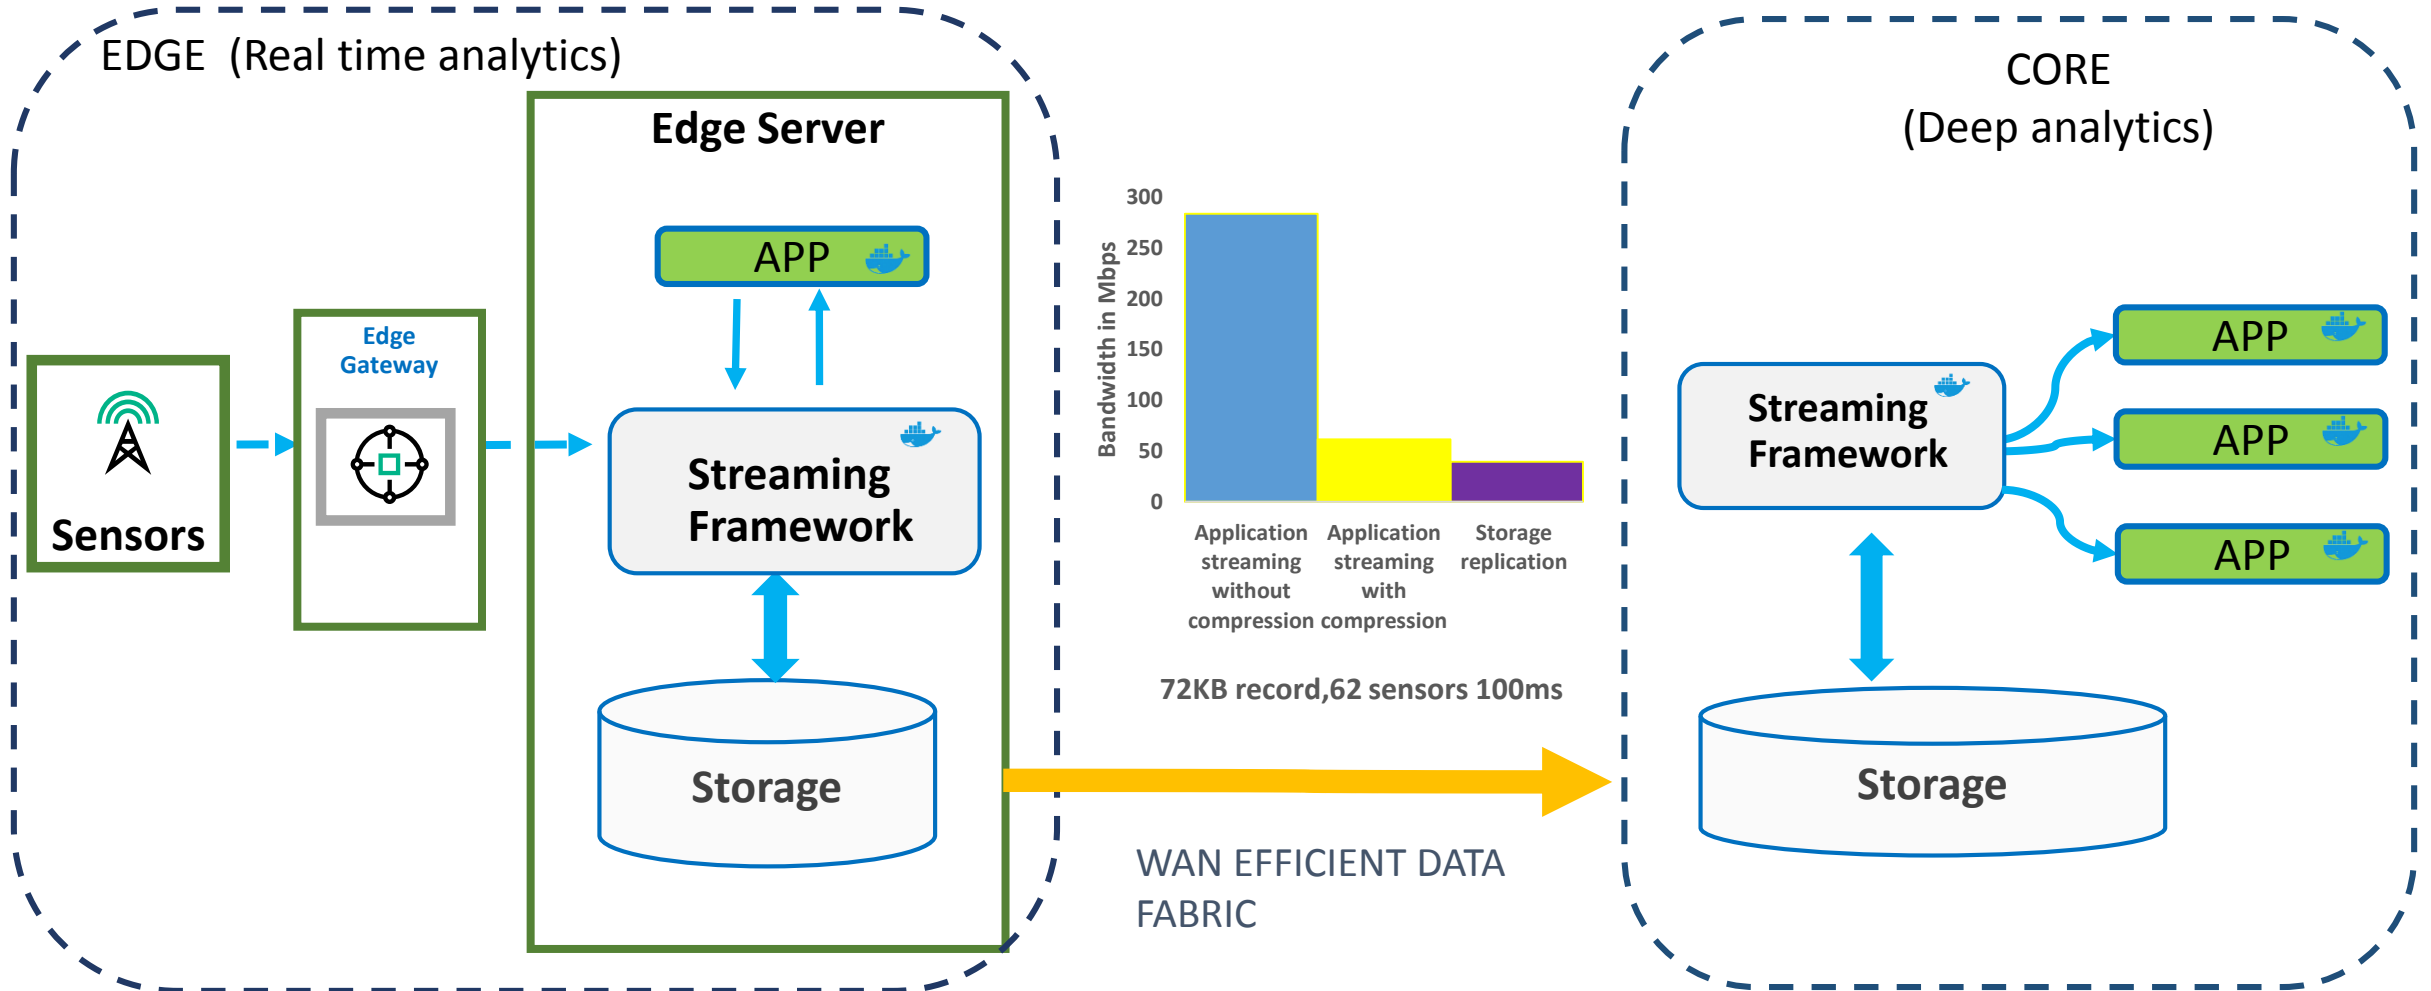 EDGE  (Real time analytics)
Edge Server
APP
Edge
Gateway
Sensors
Streaming
Framework
Storage
300
250
200
150
100
50
0
Bandwidth in Mbps
Application
streaming
without
compression
Application
streaming
with
compression
Storage
replication
72KB record,62 sensors 100ms
WAN EFFICIENT DATA
FABRIC
CORE
(Deep analytics)
Streaming
Framework
APP
APP
APP
Storage